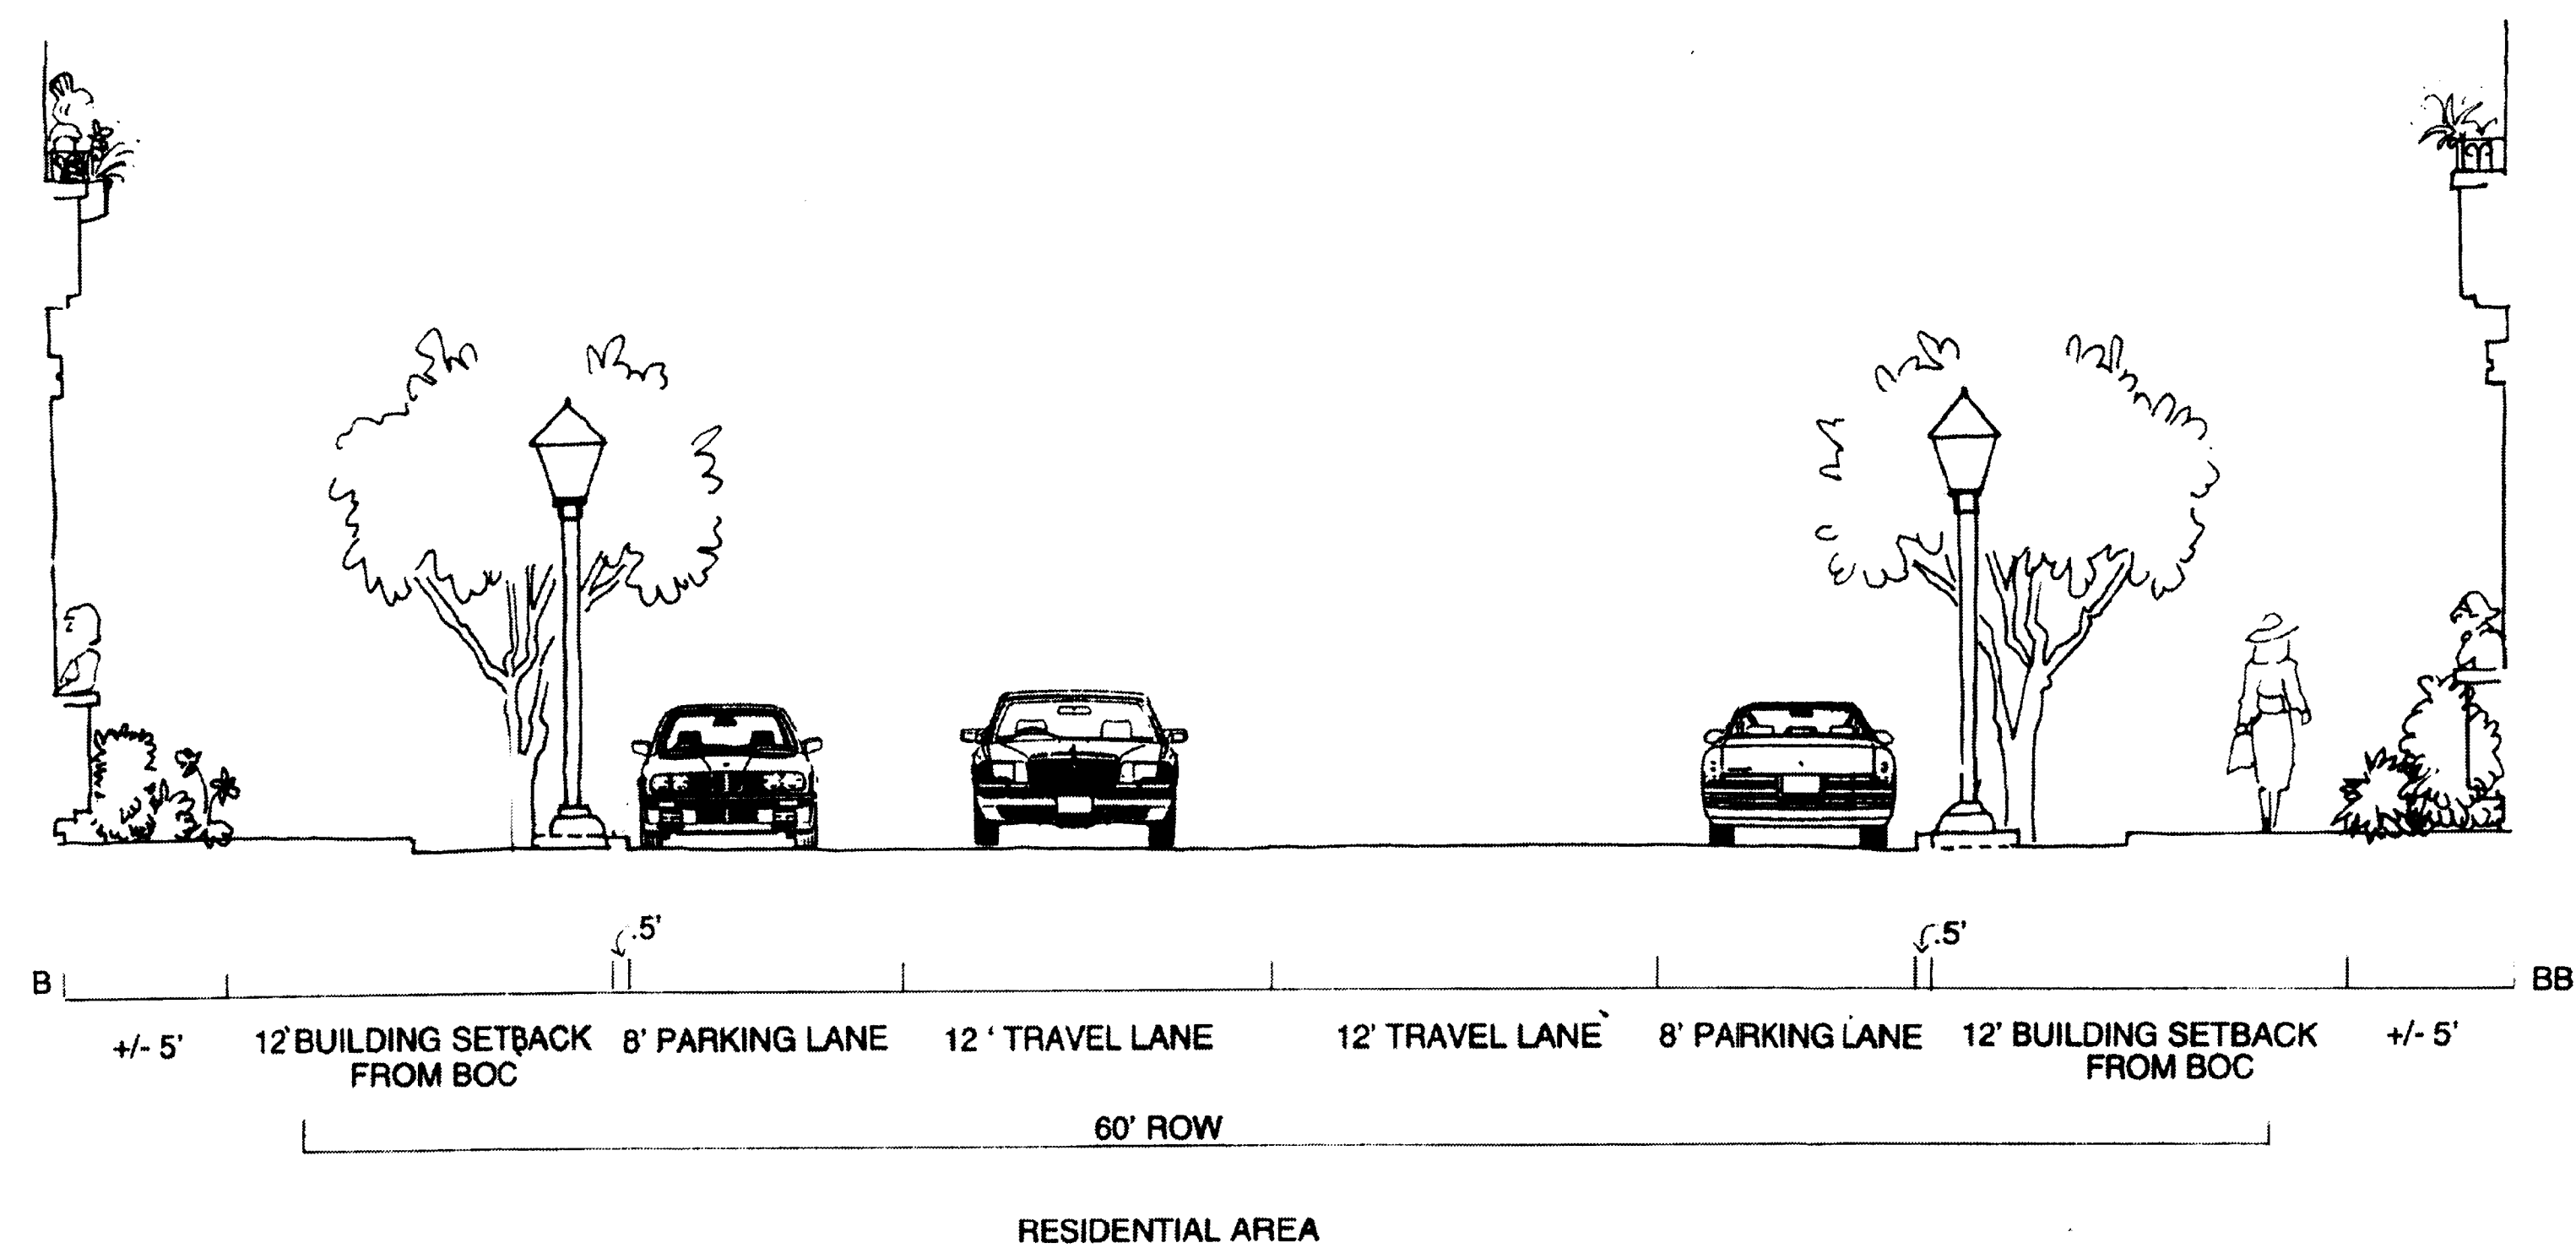 .5' .5'
B BB
+/- 5' 12' BUILDING SETBACK 8' PARKING LANE 12 ' TRAVEL LANE 12' TRAVEL LANE 8' PARKING LANE 12' BUILDING SETBACK +/- 5'
FROM BOC FROM BOC
60' ROW
RESIDENTIAL AREA